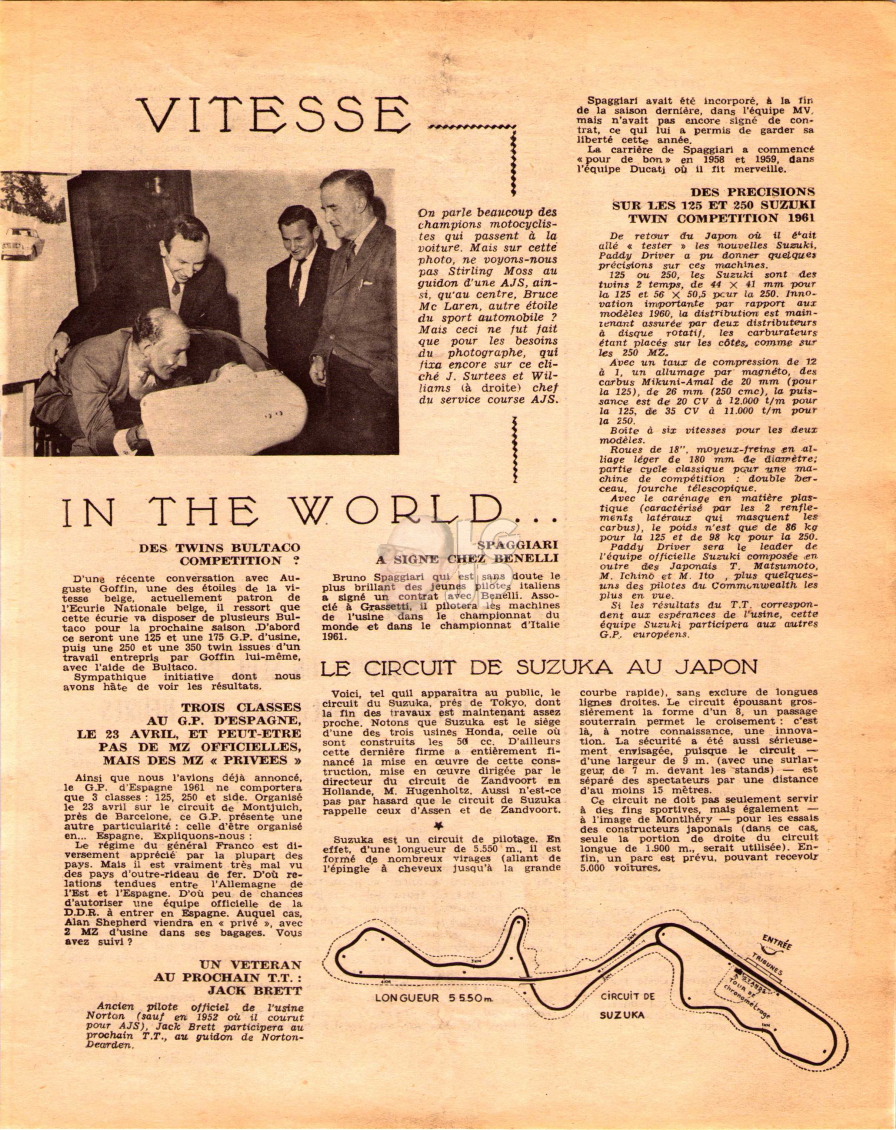 VITESSE
On parle beaucoup des
champions motocyclis-
tes qui passent à la
voiture. Mais sur cette
photo, ne voyons-nous
pas Stirling Moss au
guidon d'une AJS, ain-
si, qu'au centre, Bruce
Mc Laren, autre étoile
du sport automobile ?
Mais ceci ne fut fait
que pour les besoins
du photographe, qui
fixa encore sur ce cli-
ché J. Surtees et Wil-
liams (à droite) chef
du service course AJS.
IN THE WORLD...
DES TWINS BULTACO
COMPETITION ?
D'une récente conversation avec Au-
guste Goffin, une des étoiles de la vi-
tesse belge, actuellement patron de
l'Ecurie Nationale belge, il ressort que
cette écurie va disposer de plusieurs Bul-
taco pour la prochaine saison .D'abord
ce seront une 125 et une 175 G.P. d'usine,
puis une 250 et une 350 twin issues d'un
travail entrepris par Goffin lui-même,
avec l'aide de Bultaco.
Sympathique initiative dont nous
avons hâte de voir les résultats.
TROIS CLASSES
AU G.P. D'ESPAGNE,
LE 23 AVRIL, ET PEUT-ETRE
PAS DE MZ OFFICIELLES,
MAIS DES MZ « PRIVEES »
Ainsi que nous l'avions déjà annoncé,
le G.P. d'Espagne 1961 ne comportera
que 3 classes : 125, 250 et side. Organisé
le 23 avril sur le circuit de Montjuich,
près de Barcelone, ce G.P. présente une
autre particularité : celle d'être organisé
en... Espagne. Expliquons-nous :
Le régime du général Franco est di-
versement apprécié par la plupart des
pays. Mais il est vraiment très mal vu
des pays d'outre-rideau de fer. D'où re-
lations tendues entre l'Allemagne de
l'Est et l'Espagne. D'où peu de chances
d'autoriser une équipe officielle de la
D.D.R. à entrer en Espagne. Auquel cas,
Alan Shepherd viendra en « privé », avec
2 MZ d'usine dans ses bagages. Vous
avez suivi ?
UN VETERAN
AU PROCHAIN T.T. :
JACK BRETT
Ancien pilote officiel de l'usine
Norton (sauf en 1952 où il courut
pour AJS), Jack Brett participera au
prochain T.T., au guidon de Norton-
Dearden.
SPAGGIARI
A SIGNE CHEZ BENELLI
Bruno Spaggiari qui est sans doute le
plus brillant des jeunes pilotes italiens
a signé un contrat avec Benelli. Asso-
cié à Grassetti, il pilotera les machines
de l'usine dans le championnat du
monde et dans le championnat d'Italie
1961.
Spaggiari avait été incorporé, à la fin
de la saison dernière, dans l'équipe MV.
mais n'avait pas encore signé de con-
trat, ce qui lui a permis de garder sa
liberté cette année.
La carrière de Spaggiari a commencé
« pour de bon » en 1958 et 1959, dans
l'équipe Ducati où il fit merveille.
DES PRECISIONS
SUR LES 125 ET 250 SUZUKI
TWIN COMPETITION 1961
De retour du Japon où il était
allé « tester » les nouvelles Suzuki,
Paddy Driver a pu donner quelques
précisions sur ces machines.
125 ou 250, les Suzuki sont des
twins 2 temps, de 44 × 41 mm pour
la 125 et 56 × 50,5 pour la 250. Inno-
vation importante par rapport aux
modèles 1960, la distribution est main-
tenant assurée par deux distributeurs
à disque rotatif, les carburateurs
étant placés sur les côtés, comme sur
les 250 MZ.
Avec un taux de compression de 12
à 1, un allumage par magnéto, des
carbus Mikuni-Amal de 20 mm (pour
la 125), de 26 mm (250 cmc), la puis-
sance est de 20 CV à 12.000 t/m pour
la 125, de 35 CV à 11.000 t/m pour
la 250.
Boîte à six vitesses pour les deux
modèles.
Roues de 18", moyeux-freins en al-
liage léger de 180 mm de diamètre;
partie cycle classique pour une ma-
chine de compétition : double ber-
ceau, fourche télescopique.
Avec le carénage en matière plas-
tique (caractérisé par les 2 renfle-
ments latéraux qui masquent les
carbus), le poids n'est que de 86 kg
pour la 125 et de 98 kg pour la 250.
Paddy Driver sera le leader de
l'équipe officielle Suzuki composée en
outre des Japonais T. Matsumoto,
M. Ichino et M. Ito , plus quelques-
uns des pilotes du Commonwealth les
plus en vue.
Si les résultats du T.T. correspon-
dent aux espérances de l'usine, cette
équipe Suzuki participera aux autres
G.P. européens.
LE CIRCUIT DE SUZUKA AU JAPON
Voici, tel quil apparaîtra au public, le
circuit du Suzuka, près de Tokyo, dont
la fin des travaux est maintenant assez
proche. Notons que Suzuka est le siège
d'une des trois usines Honda, celle où
sont construits les 50 cc. D'ailleurs
cette dernière firme a entièrement fi-
nancé la mise en œuvre de cette cons-
truction, mise en œuvre dirigée par le
directeur du circuit de Zandvoort en
Hollande, M. Hugenholtz. Aussi n'est-ce
pas par hasard que le circuit de Suzuka
rappelle ceux d'Assen et de Zandvoort.
Suzuka est un circuit de pilotage. En
effet, d'une longueur de 5.550 m., il est
formé de nombreux virages (allant de
l'épingle à cheveux jusqu'à la grande
courbe rapide), sans exclure de longues
lignes droites. Le circuit épousant gros-
sièrement la forme d'un 8, un passage
souterrain permet le croisement : c'est
là, à notre connaissance, une innova-
tion. La sécurité a été aussi sérieuse-
ment envisagée, puisque le circuit —
d'une largeur de 9 m. (avec une surlar-
geur de 7 m. devant les stands) — est
séparé des spectateurs par une distance
d'au moins 15 mètres.
Ce circuit ne doit pas seulement servir
à des fins sportives, mais également —
à l'image de Montlhéry — pour les essais
des constructeurs japonais (dans ce cas,
seule la portion de droite du circuit
longue de 1.900 m., serait utilisée). En-
fin, un parc est prévu, pouvant recevoir
5.000 voitures.
ENTRÉE
TRIBUNES
STANDS
Tour de
chronométrage
LONGUEUR 5550m.
CIRCUIT DE
SUZUKA